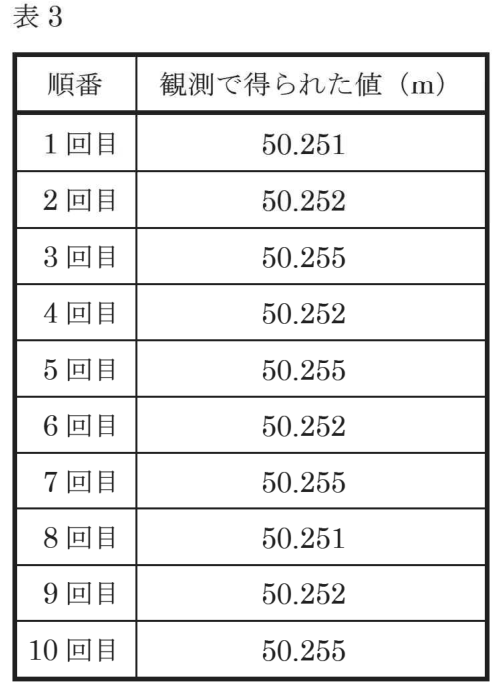 表 3
順番 観測で得られた値（m）
1 回目 50.251
2 回目 50.252
3 回目 50.255
4 回目 50.252
5 回目 50.255
6 回目 50.252
7 回目 50.255
8 回目 50.251
9 回目 50.252
10 回目 50.255